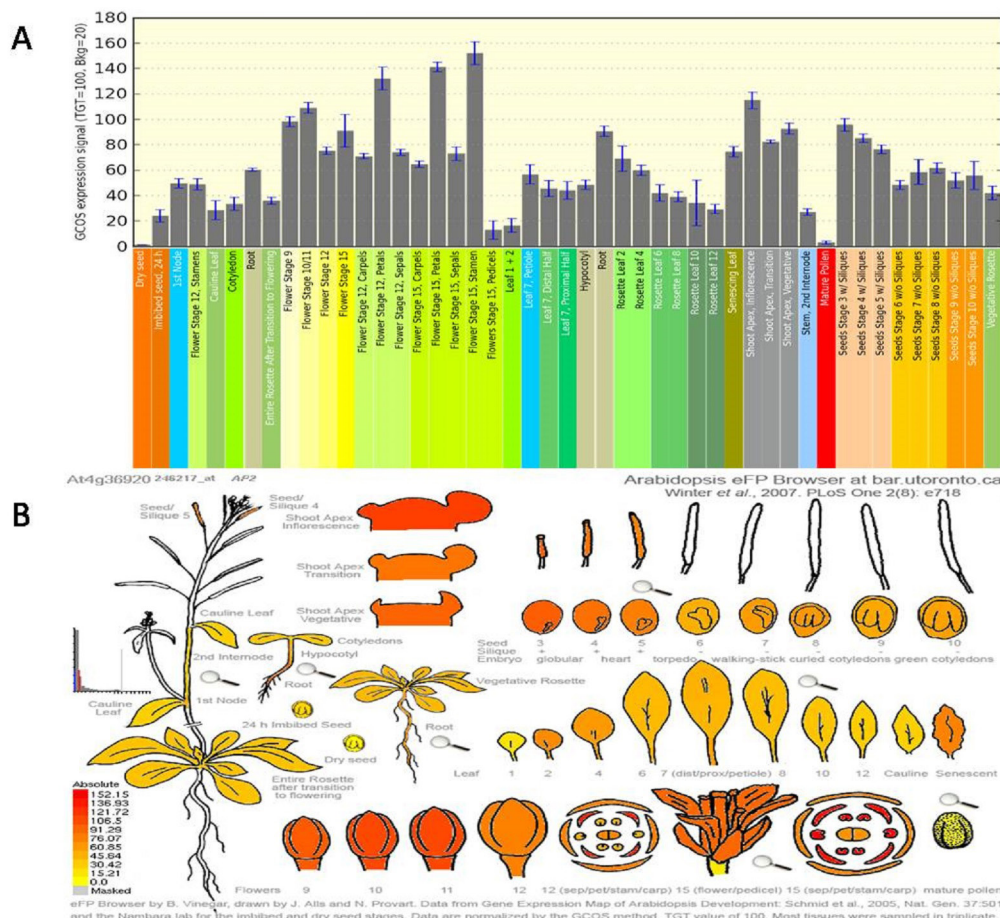 A
GCOS expression signal (TGT=100, Bkg=20)
180
160
140
120
100
80
60
40
20
0
Dry seed
Imbibed seed, 24 h
1st Node
Flower Stage 12, Stamens
Cauline Leaf
Cotyledon
Root
Entire Rosette After Transition to Flowering
Flower Stage 9
Flower Stage 10/11
Flower Stage 12
Flower Stage 15
Flower Stage 12, Carpels
Flower Stage 12, Petals
Flower Stage 12, Sepals
Flower Stage 15, Carpels
Flower Stage 15, Petals
Flower Stage 15, Sepals
Flower Stage 15, Stamen
Flowers Stage 15, Pedicels
Leaf 1 + 2
Leaf 7, Petiole
Leaf 7, Distal Half
Leaf 7, Proximal Half
Hypocotyl
Root
Rosette Leaf 2
Rosette Leaf 4
Rosette Leaf 6
Rosette Leaf 8
Rosette Leaf 10
Rosette Leaf 12
Senescing Leaf
Shoot Apex, Inflorescence
Shoot Apex, Transition
Shoot Apex, Vegetative
Stem, 2nd Internode
Mature Pollen
Seeds Stage 3 w/ Siliques
Seeds Stage 4 w/ Siliques
Seeds Stage 5 w/ Siliques
Seeds Stage 6 w/o Siliques
Seeds Stage 7 w/o Siliques
Seeds Stage 8 w/o Siliques
Seeds Stage 9 w/o Siliques
Seeds Stage 10 w/o Siliques
Vegetative Rosette
At4g36920 246217_at AP2
Arabidopsis eFP Browser at bar.utoronto.ca
Winter et al., 2007. PLoS One 2(8): e718
B
Seed/
Silique 5
Seed/
Silique 4
Shoot Apex
Inflorescence
Shoot Apex
Transition
Shoot Apex
Vegetative
Cauline Leaf
2nd Internode
1st Node
Cauline Leaf
Cotyledons
Hypocotyl
Root
24 h Imbibed Seed
Dry seed
Vegetative Rosette
Root
Entire Rosette
after transition
to flowering
Seed 3 4 5 6 7 8 9 10
Silique + + + - - - - -
Embryo globular heart torpedo walking-stick curled cotyledons green cotyledons
Leaf 1 2 4 6 7 (dist/prox/petiole) 8 10 12 Cauline Senescent
Absolute
152.15
136.93
121.72
106.5
91.29
76.07
60.85
45.64
30.42
15.21
0.0
Masked
Flowers 9 10 11 12 12 (sep/pet/stam/carp) 15 (flower/pedicel) 15 (sep/pet/stam/carp) mature pollen
eFP Browser by B. Vinegar, drawn by J. Alls and N. Provart. Data from Gene Expression Map of Arabidopsis Development: Schmid et al., 2005, Nat. Gen. 37:501
and the Nambara lab for the imbibed and dry seed stages. Data are normalized by the GCOS method, TGT value of 100. Most tissues were sampled in triplicate.